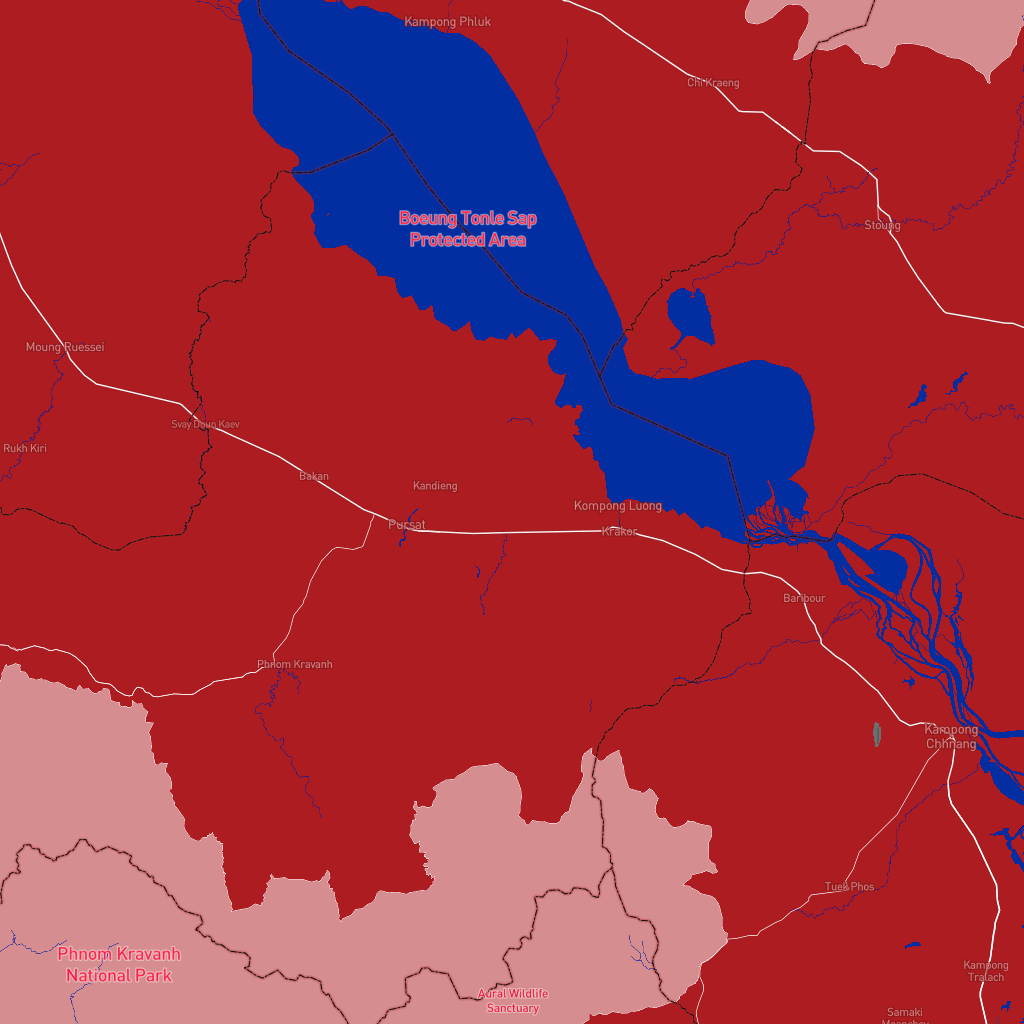 Kampong Phluk
Chi Kraeng
Boeung Tonle Sap
Protected Area
Stoung
Moung Ruessei
Svay Doun Kaev
Rukh Kiri
Bakan
Kandieng
Kompong Luong
Pursat
Krakor
Baribour
Phnom Kravanh
Kampong
Chhnang
Tuek Phos
Phnom Kravanh
National Park
Aural Wildlife
Sanctuary
Kampong
Tralach
Samaki
Meanchey